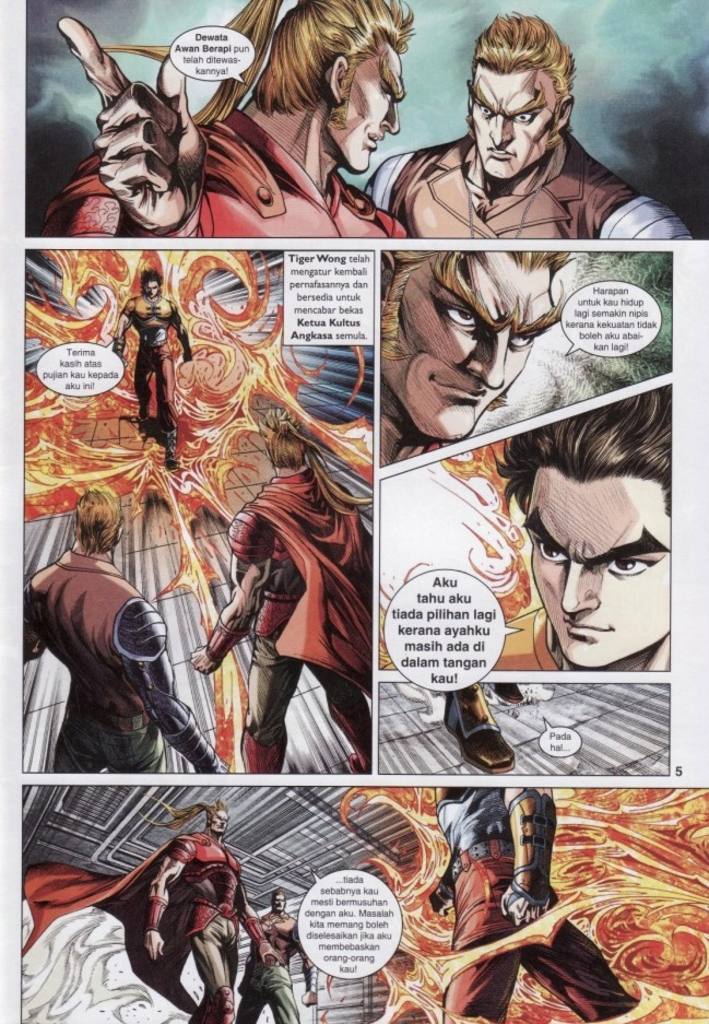 Dewata
Awan Berapi pun
telah ditewas-
kannya!
Tiger Wong telah
mengatur kembali
pernafasannya dan
bersedia untuk
mencabar bekas
Ketua Kultus
Angkasa semula.
Terima
kasih atas
pujian kau kepada
aku ini!
Harapan
untuk kau hidup
lagi semakin nipis
kerana kekuatan tidak
boleh aku abai-
kan lagi!
Aku
tahu aku
tiada pilihan lagi
kerana ayahku
masih ada di
dalam tangan
kau!
Pada
hal...
5
...tiada
sebabnya kau
mesti bermusuhan
dengan aku. Masalah
kita memang boleh
diselesaikan jika aku
membebaskan
orang-orang
kau!